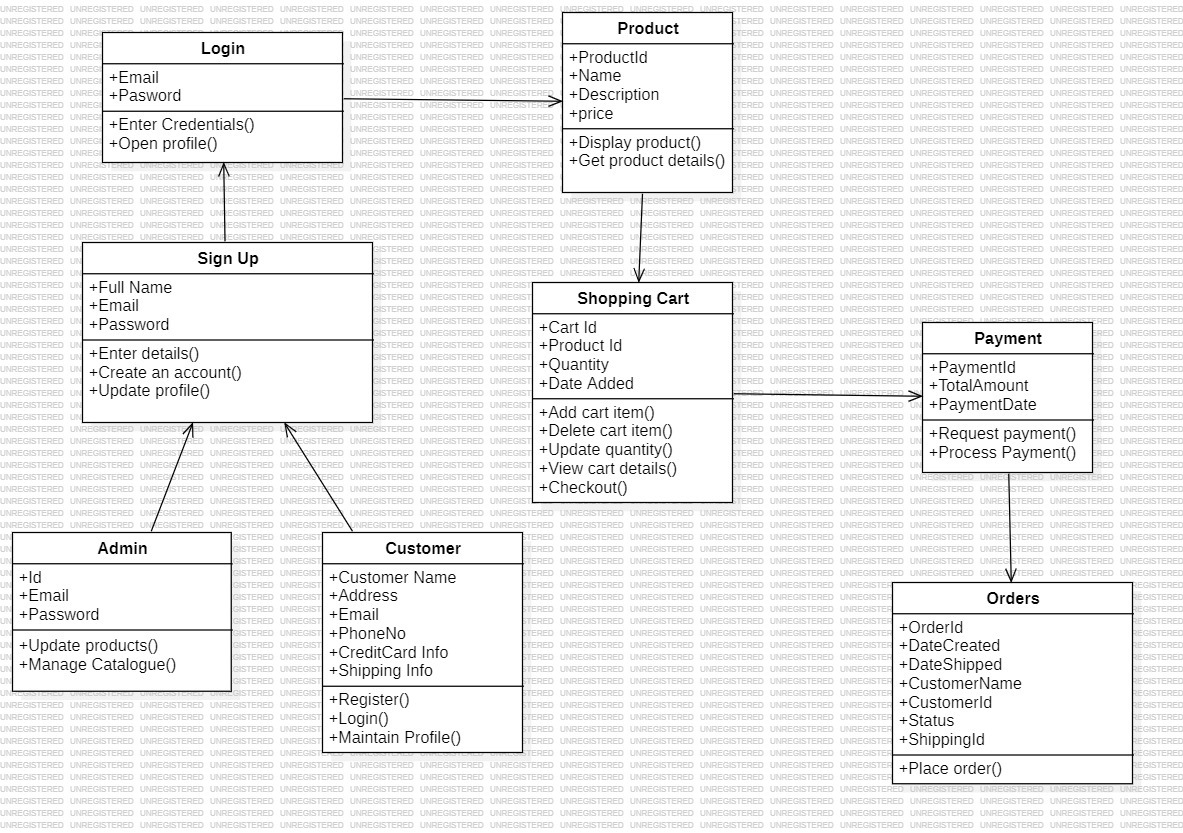 Login
+Email
+Pasword
+Enter Credentials()
+Open profile()
Product
+ProductId
+Name
+Description
+price
+Display product()
+Get product details()
Sign Up
+Full Name
+Email
+Password
+Enter details()
+Create an account()
+Update profile()
Shopping Cart
+Cart Id
+Product Id
+Quantity
+Date Added
+Add cart item()
+Delete cart item()
+Update quantity()
+View cart details()
+Checkout()
Payment
+PaymentId
+TotalAmount
+PaymentDate
+Request payment()
+Process Payment()
Admin
+Id
+Email
+Password
+Update products()
+Manage Catalogue()
Customer
+Customer Name
+Address
+Email
+PhoneNo
+CreditCard Info
+Shipping Info
+Register()
+Login()
+Maintain Profile()
Orders
+OrderId
+DateCreated
+DateShipped
+CustomerName
+CustomerId
+Status
+ShippingId
+Place order()
UNREGISTERED